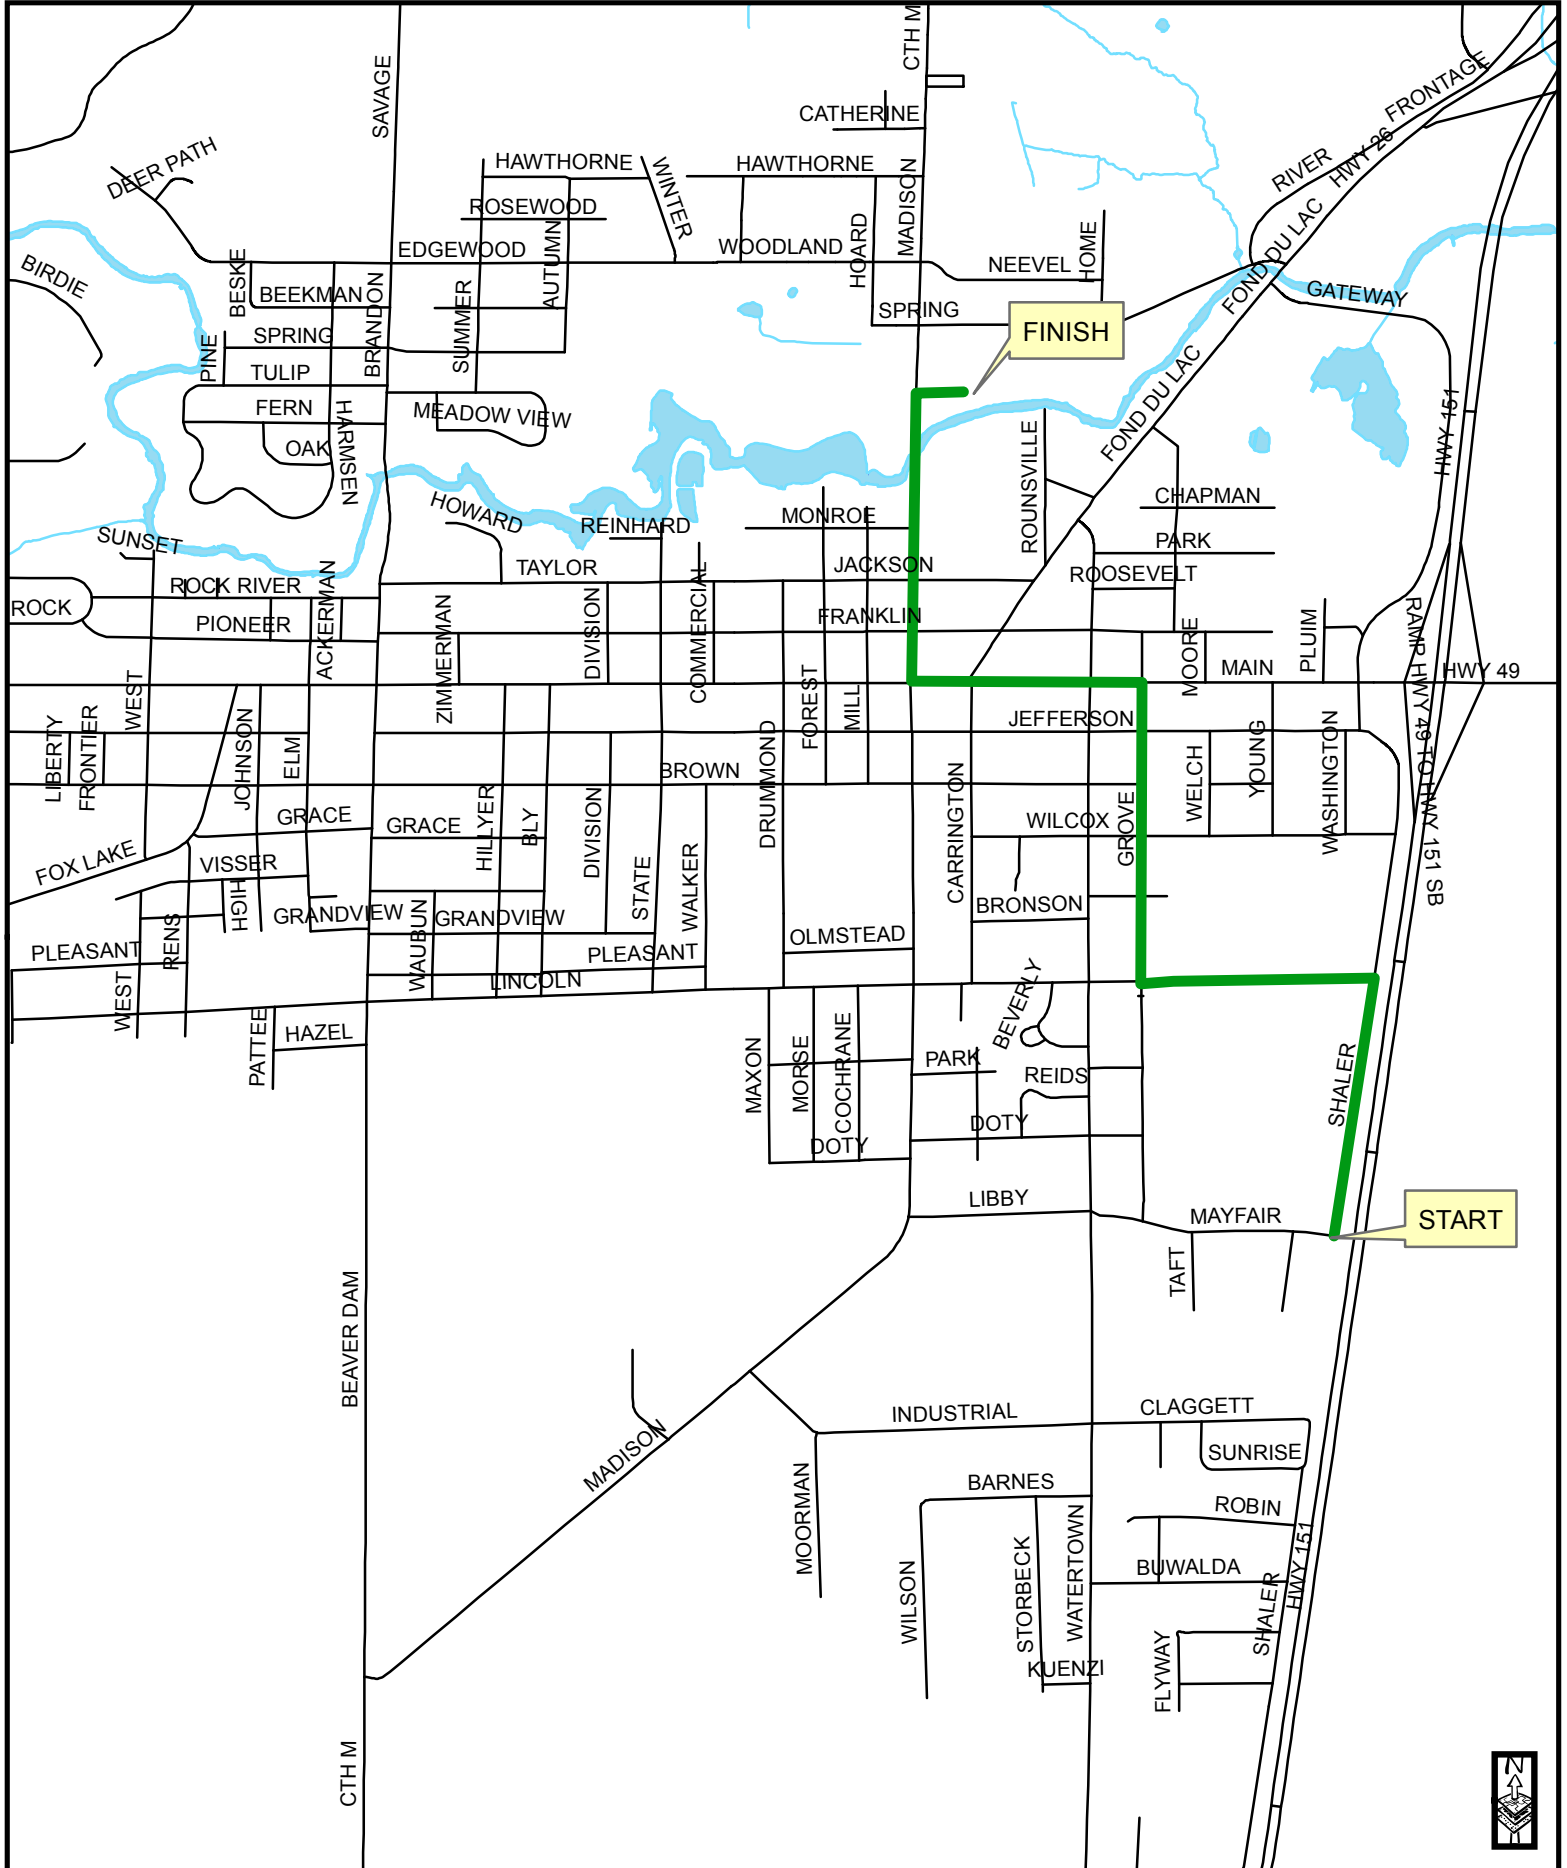 CTH M
SAVAGE
FRONTAGE
CATHERINE
HWY 26
DEER PATH
HAWTHORNE
WINTER
HAWTHORNE
MADISON
RIVER
ROSEWOOD
AUTUMN
FOND DU LAC
EDGEWOOD
WOODLAND
HOARD
NEEVEL
HOME
BIRDIE
BESKE
BEEKMAN
BRANDON
SUMMER
FOND DU LAC
GATEWAY
SPRING
FINISH
PINE
SPRING
TULIP
FERN
HARMSEN
MEADOW VIEW
FOND DU LAC
HWY 151
OAK
ROUNSVILLE
CHAPMAN
HOWARD
REINHARD
MONROE
SUNSET
PARK
TAYLOR
JACKSON
ROOSEVELT
ROCK RIVER
ACKERMAN
ROCK
PIONEER
ZIMMERMAN
DIVISION
COMMERCIAL
FRANKLIN
MOORE
PLUIM
RAMP HWY 49 TO HWY 151 SB
MAIN
HWY 49
WEST
FOREST
MILL
JEFFERSON
LIBERTY
FRONTIER
JOHNSON
ELM
DRUMMOND
BROWN
CARRINGTON
GROVE
WELCH
YOUNG
WASHINGTON
GRACE
GRACE
HILLYER
BLY
DIVISION
WILCOX
FOX LAKE
VISSER
HIGH
GRANDVIEW
WAUBUN
GRANDVIEW
STATE
WALKER
BRONSON
PLEASANT
RENS
PLEASANT
OLMSTEAD
WEST
LINCOLN
BEVERLY
PATTEE
HAZEL
MAXON
MORSE
COCHRANE
PARK
REIDS
SHALER
DOTY
DOTY
LIBBY
MAYFAIR
START
TAFT
BEAVER DAM
INDUSTRIAL
CLAGGETT
MADISON
SUNRISE
MOORMAN
BARNES
ROBIN
WILSON
STORBECK
WATERTOWN
BUWALDA
SHALER
HWY 151
KUENZI
FLYWAY
CTH M
N